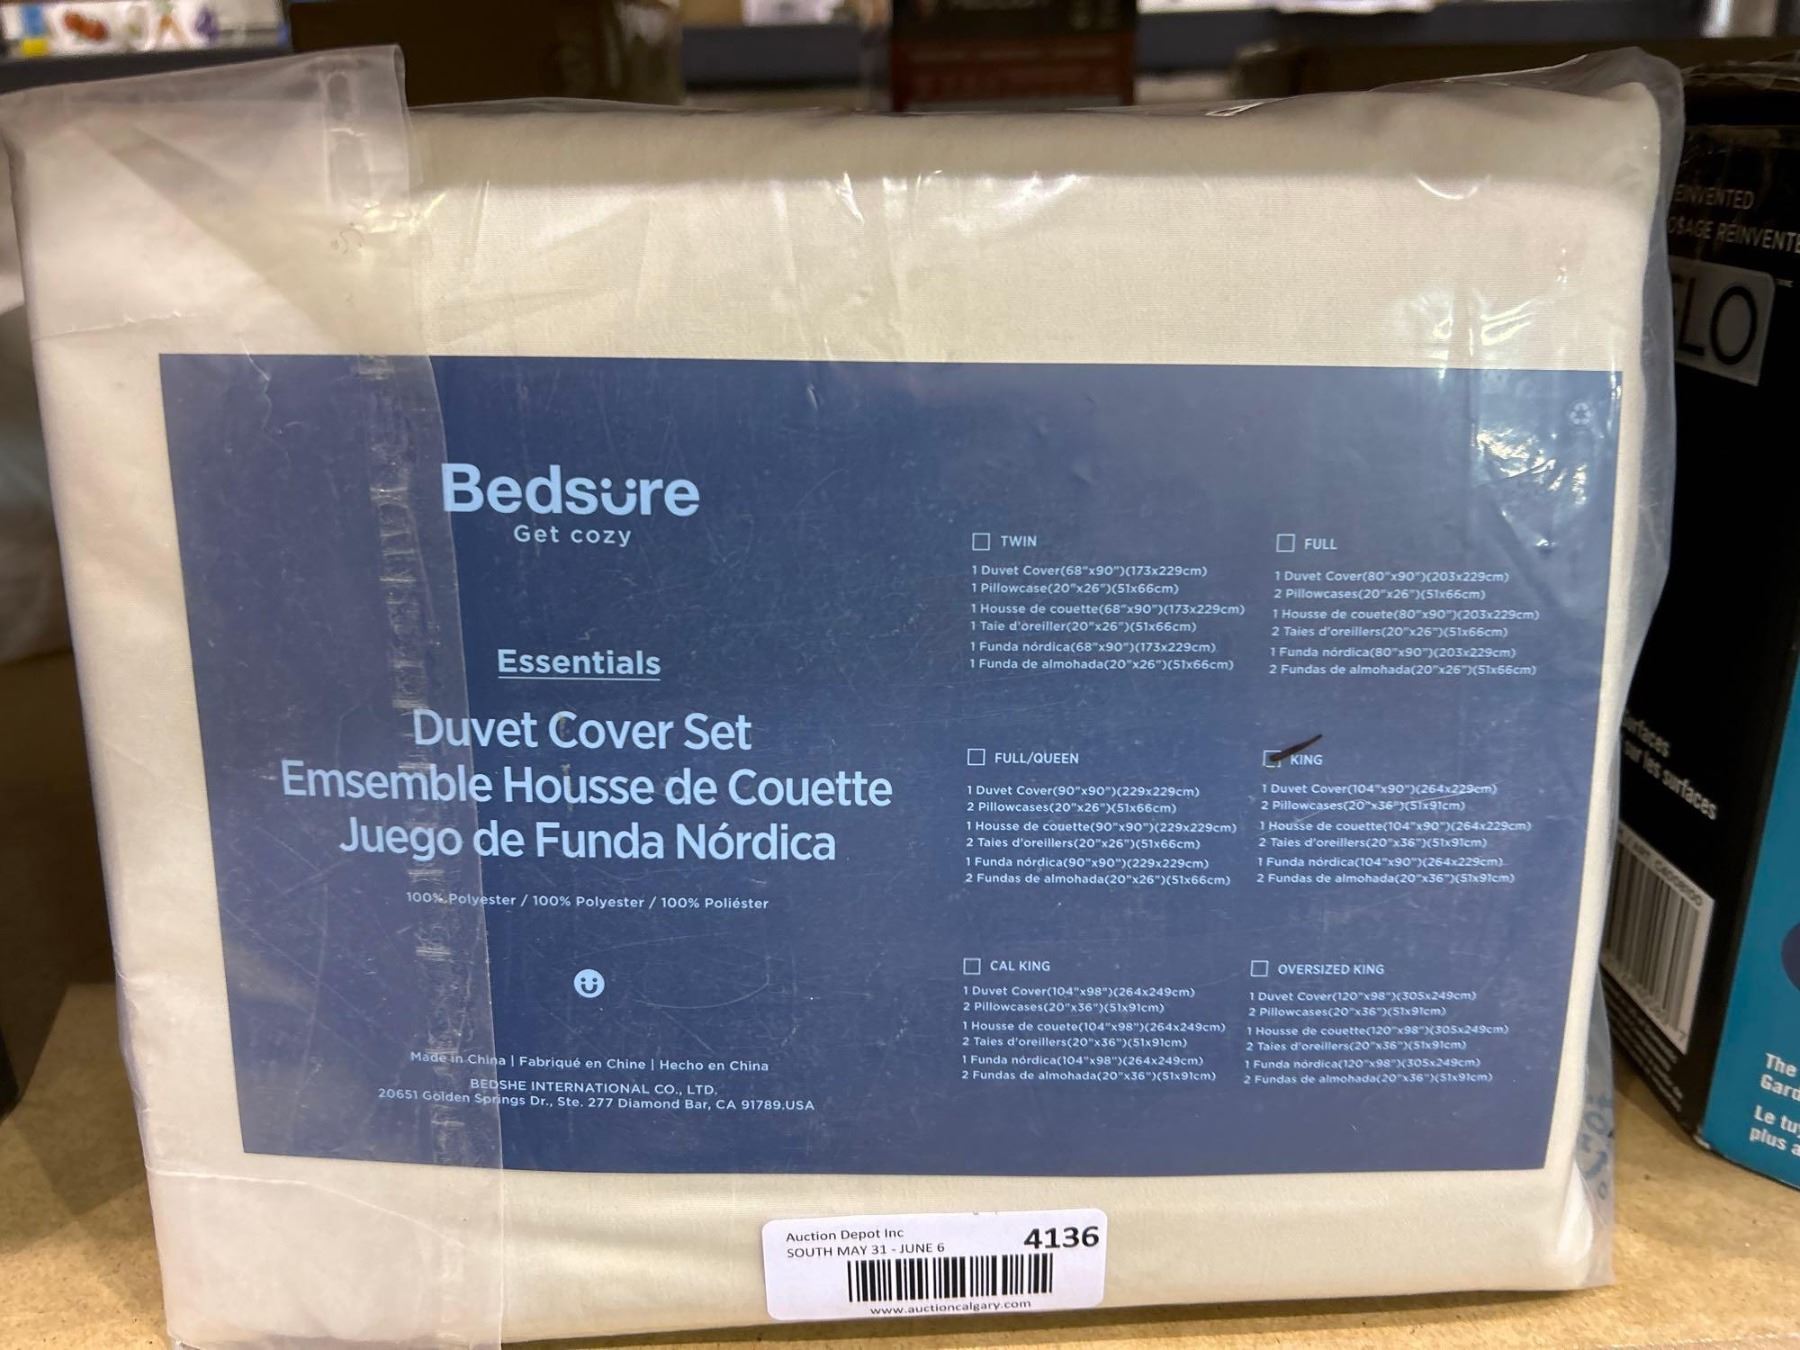 Bedsure
Get cozy
Essentials
Duvet Cover Set
Emsemble Housse de Couette
Juego de Funda Nórdica
100% Polyester / 100% Polyester / 100% Poliéster
Made in China | Fabriqué en Chine | Hecho en China
BEDSHE INTERNATIONAL CO., LTD.
20651 Golden Springs Dr., Ste. 277 Diamond Bar, CA 91789.USA
TWIN
1 Duvet Cover(68"x90")(173x229cm)
1 Pillowcase(20"x26")(51x66cm)
1 Housse de couette(68"x90")(173x229cm)
1 Taie d'oreiller(20"x26")(51x66cm)
1 Funda nórdica(68"x90")(173x229cm)
1 Funda de almohada(20"x26")(51x66cm)
FULL
1 Duvet Cover(80"x90")(203x229cm)
2 Pillowcases(20"x26")(51x66cm)
1 Housse de couete(80"x90")(203x229cm)
2 Taies d'oreillers(20"x26")(51x66cm)
1 Funda nórdica(80"x90")(203x229cm)
2 Fundas de almohada(20"x26")(51x66cm)
FULL/QUEEN
1 Duvet Cover(90"x90")(229x229cm)
2 Pillowcases(20"x26")(51x66cm)
1 Housse de couette(90"x90")(229x229cm)
2 Taies d'oreillers(20"x26")(51x66cm)
1 Funda nórdica(90"x90")(229x229cm)
2 Fundas de almohada(20"x26")(51x66cm)
KING
1 Duvet Cover(104"x90")(264x229cm)
2 Pillowcases(20"x36")(51x91cm)
1 Housse de couette(104"x90")(264x229cm)
2 Taies d'oreillers(20"x36")(51x91cm)
1 Funda nórdica(104"x90")(264x229cm)
2 Fundas de almohada(20"x36")(51x91cm)
CAL KING
1 Duvet Cover(104"x98")(264x249cm)
2 Pillowcases(20"x36")(51x91cm)
1 Housse de couete(104"x98")(264x249cm)
2 Taies d'oreillers(20"x36")(51x91cm)
1 Funda nórdica(104"x98")(264x249cm)
2 Fundas de almohada(20"x36")(51x91cm)
OVERSIZED KING
1 Duvet Cover(120"x98")(305x249cm)
2 Pillowcases(20"x36")(51x91cm)
1 Housse de couette(120"x98")(305x249cm)
2 Taies d'oreillers(20"x36")(51x91cm)
1 Funda nórdica(120"x98")(305x249cm)
2 Fundas de almohada(20"x36")(51x91cm)
Auction Depot Inc
SOUTH MAY 31 - JUNE 6
4136
www.auctioncalgary.com
LO
sur les surfaces
The
Le
plus